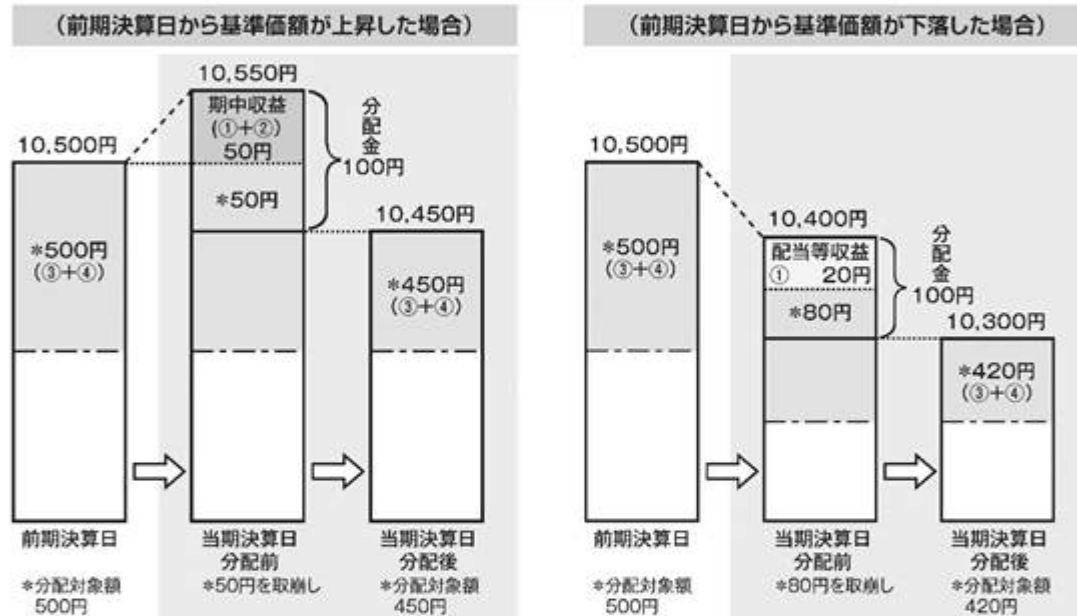 (前期決算日から基準価額が上昇した場合)
10,550円
期中収益
(①+②)
50円
*50円
分配金
100円
10,500円
*500円
(③+④)
10,450円
*450円
(③+④)
前期決算日
当期決算日
分配前
当期決算日
分配後
*分配対象額
500円
*50円を取崩し
*分配対象額
450円
(前期決算日から基準価額が下落した場合)
10,500円
*500円
(③+④)
10,400円
配当等収益
① 20円
*80円
分配金
100円
10,300円
*420円
(③+④)
前期決算日
当期決算日
分配前
当期決算日
分配後
*分配対象額
500円
*80円を取崩し
*分配対象額
420円